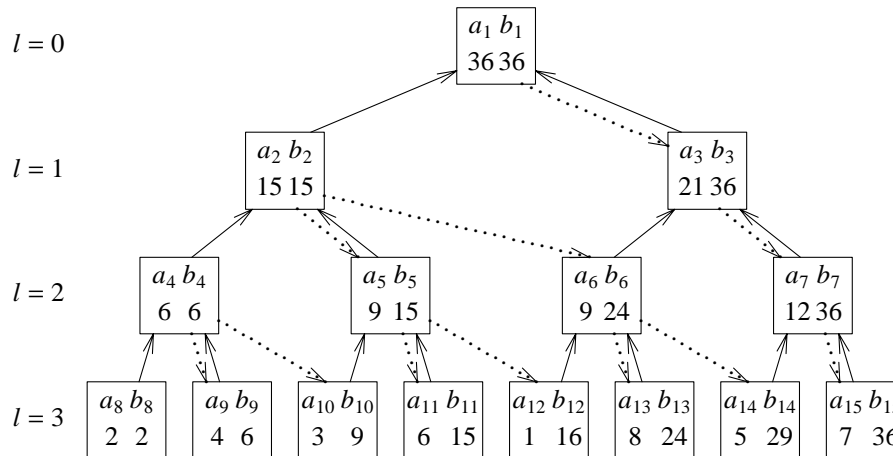 l = 0
a₁ b₁
36 36
l = 1
a₂ b₂
15 15
a₃ b₃
21 36
l = 2
a₄ b₄
6 6
a₅ b₅
9 15
a₆ b₆
9 24
a₇ b₇
12 36
l = 3
a₈ b₈
2 2
a₉ b₉
4 6
a₁₀ b₁₀
3 9
a₁₁ b₁₁
6 15
a₁₂ b₁₂
1 16
a₁₃ b₁₃
8 24
a₁₄ b₁₄
5 29
a₁₅
7 36